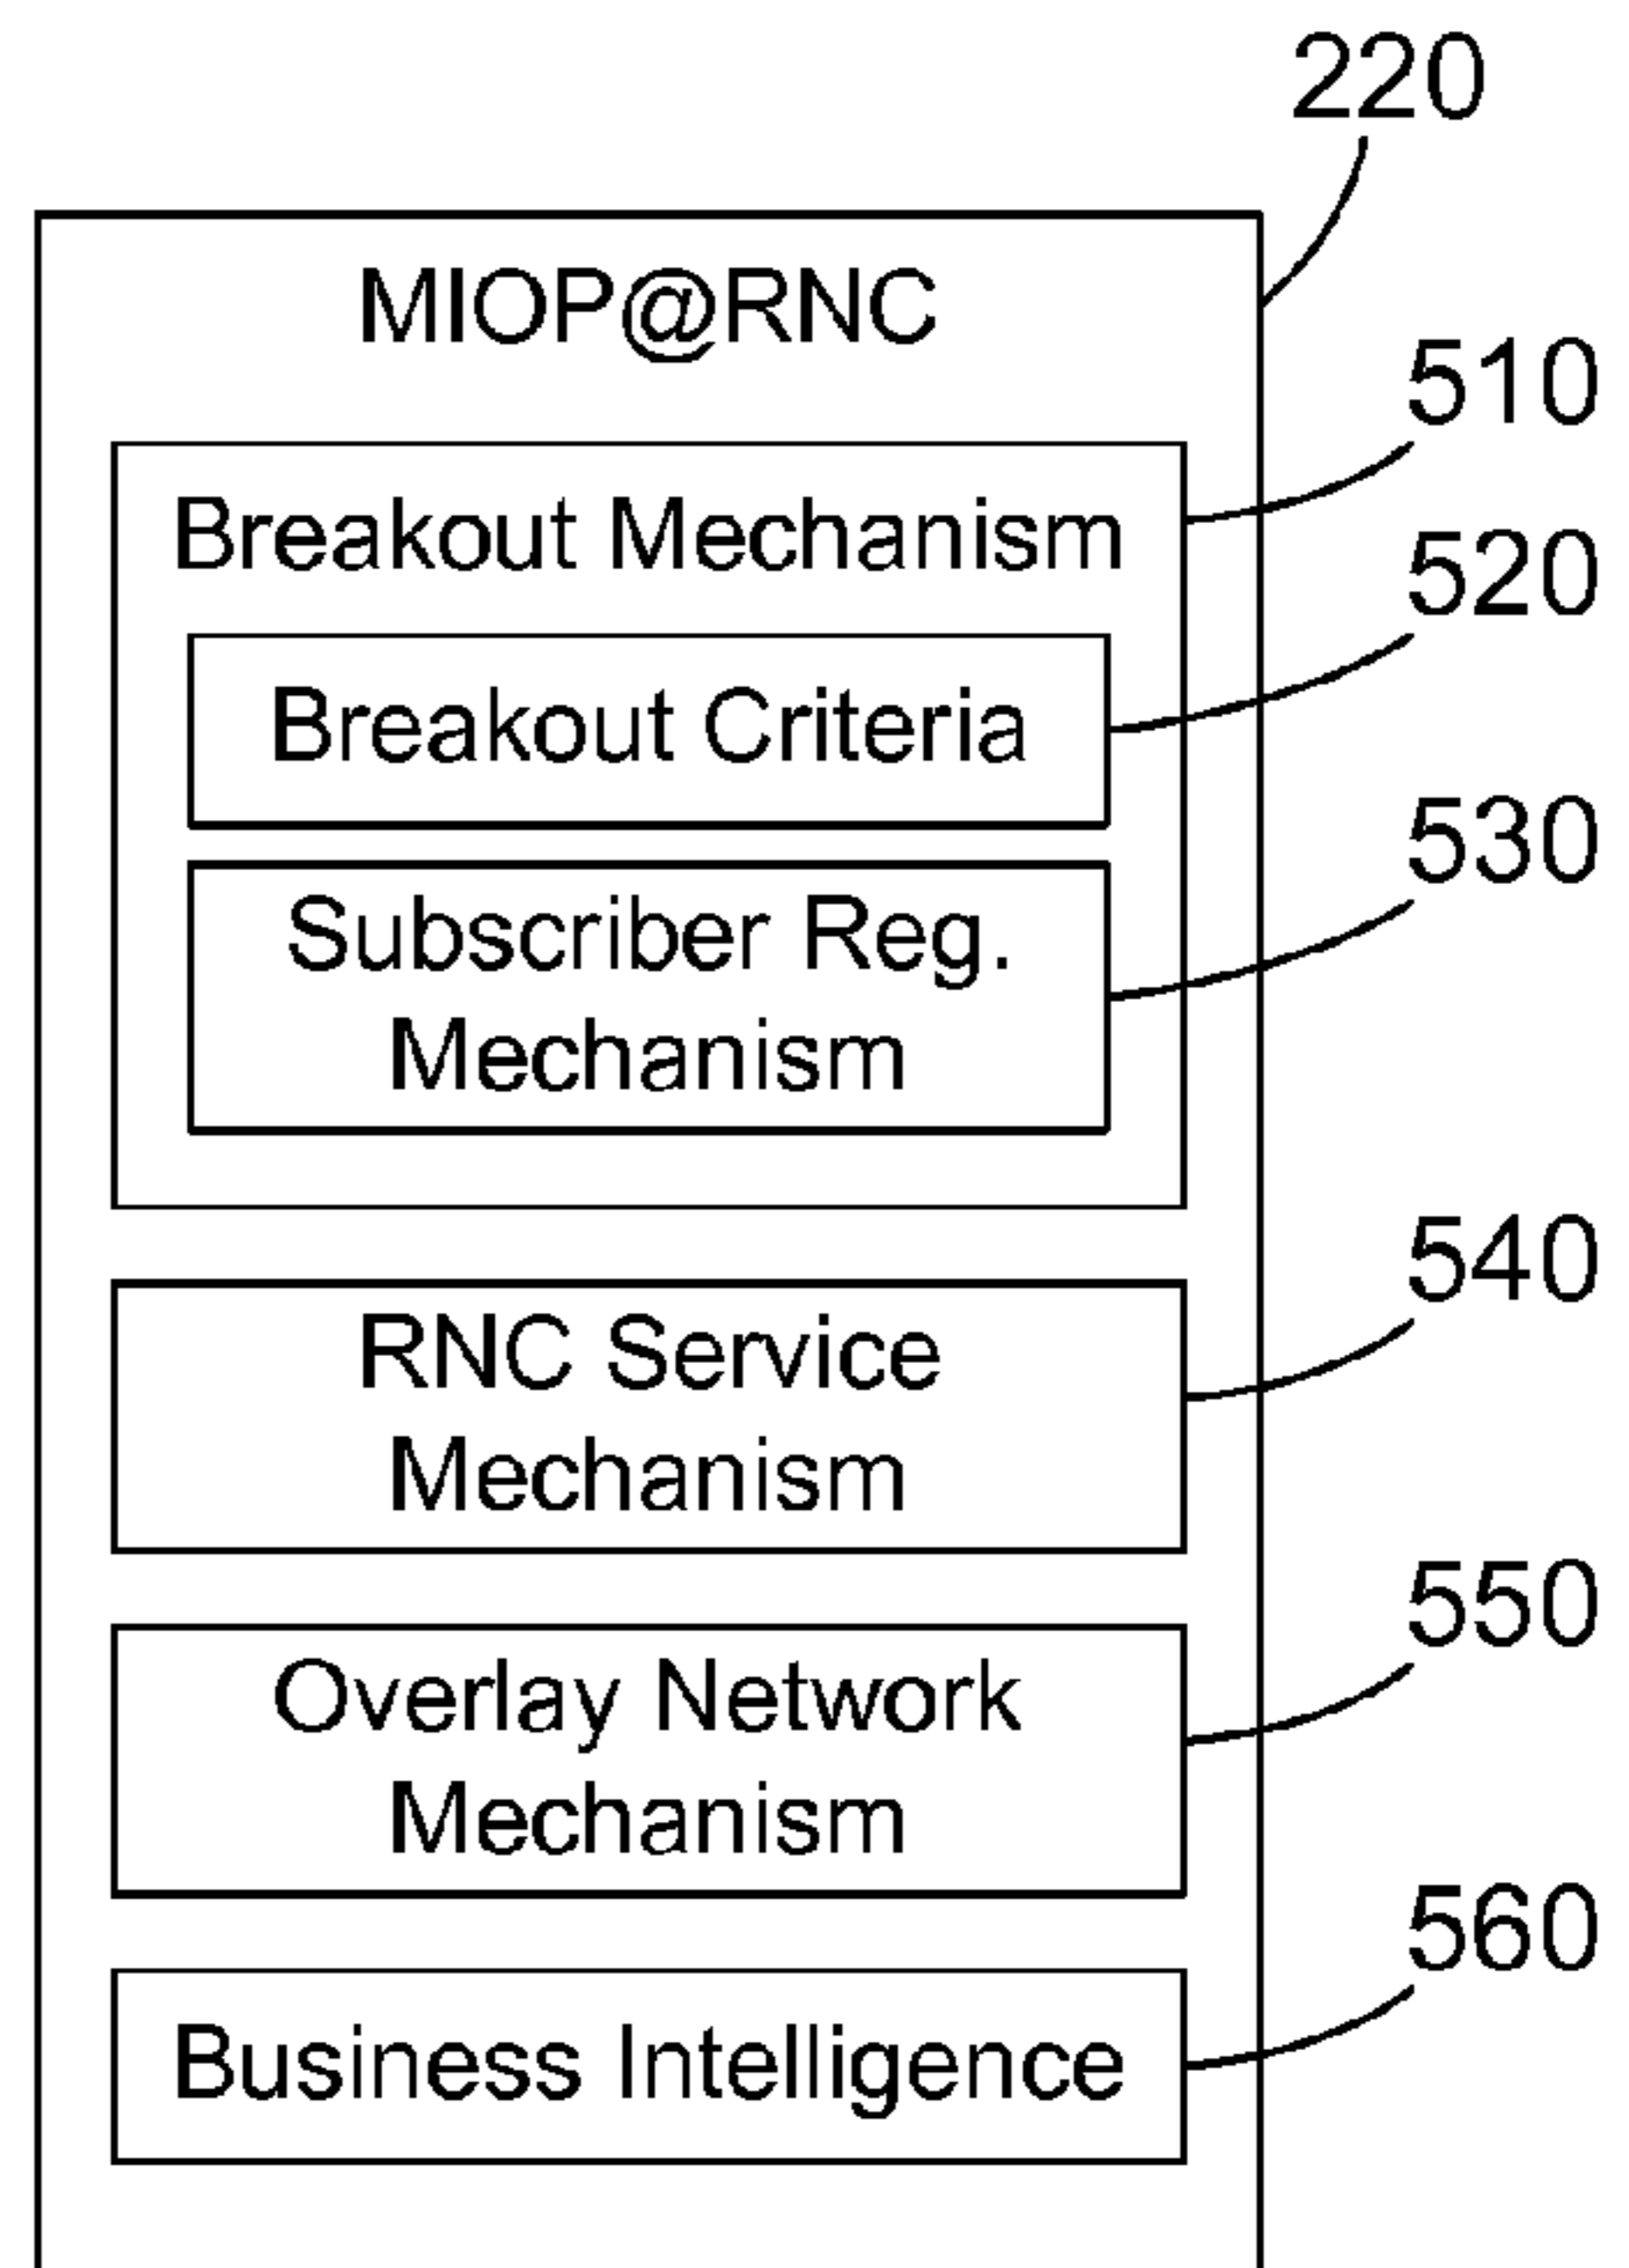 220
MIOP@RNC
510
Breakout Mechanism
520
Breakout Criteria
530
Subscriber Reg.
Mechanism
540
RNC Service
Mechanism
550
Overlay Network
Mechanism
560
Business Intelligence